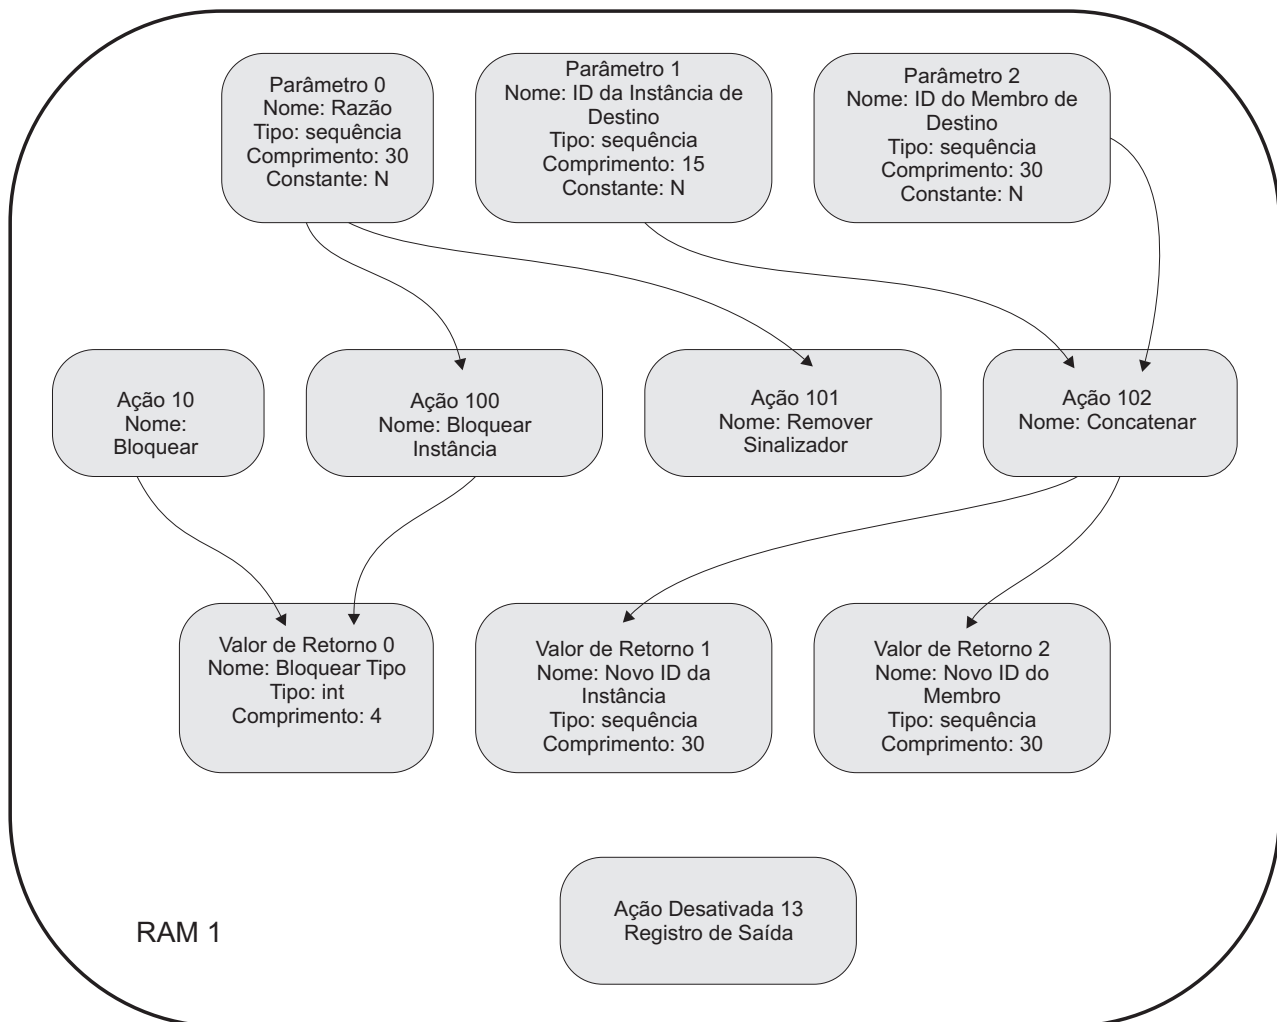 Parâmetro 0
Nome: Razão
Tipo: sequência
Comprimento: 30
Constante: N
Parâmetro 1
Nome: ID da Instância de
Destino
Tipo: sequência
Comprimento: 15
Constante: N
Parâmetro 2
Nome: ID do Membro de
Destino
Tipo: sequência
Comprimento: 30
Constante: N
Ação 10
Nome:
Bloquear
Ação 100
Nome: Bloquear
Instância
Ação 101
Nome: Remover
Sinalizador
Ação 102
Nome: Concatenar
Valor de Retorno 0
Nome: Bloquear Tipo
Tipo: int
Comprimento: 4
Valor de Retorno 1
Nome: Novo ID da
Instância
Tipo: sequência
Comprimento: 30
Valor de Retorno 2
Nome: Novo ID do
Membro
Tipo: sequência
Comprimento: 30
Ação Desativada 13
Registro de Saída
RAM 1